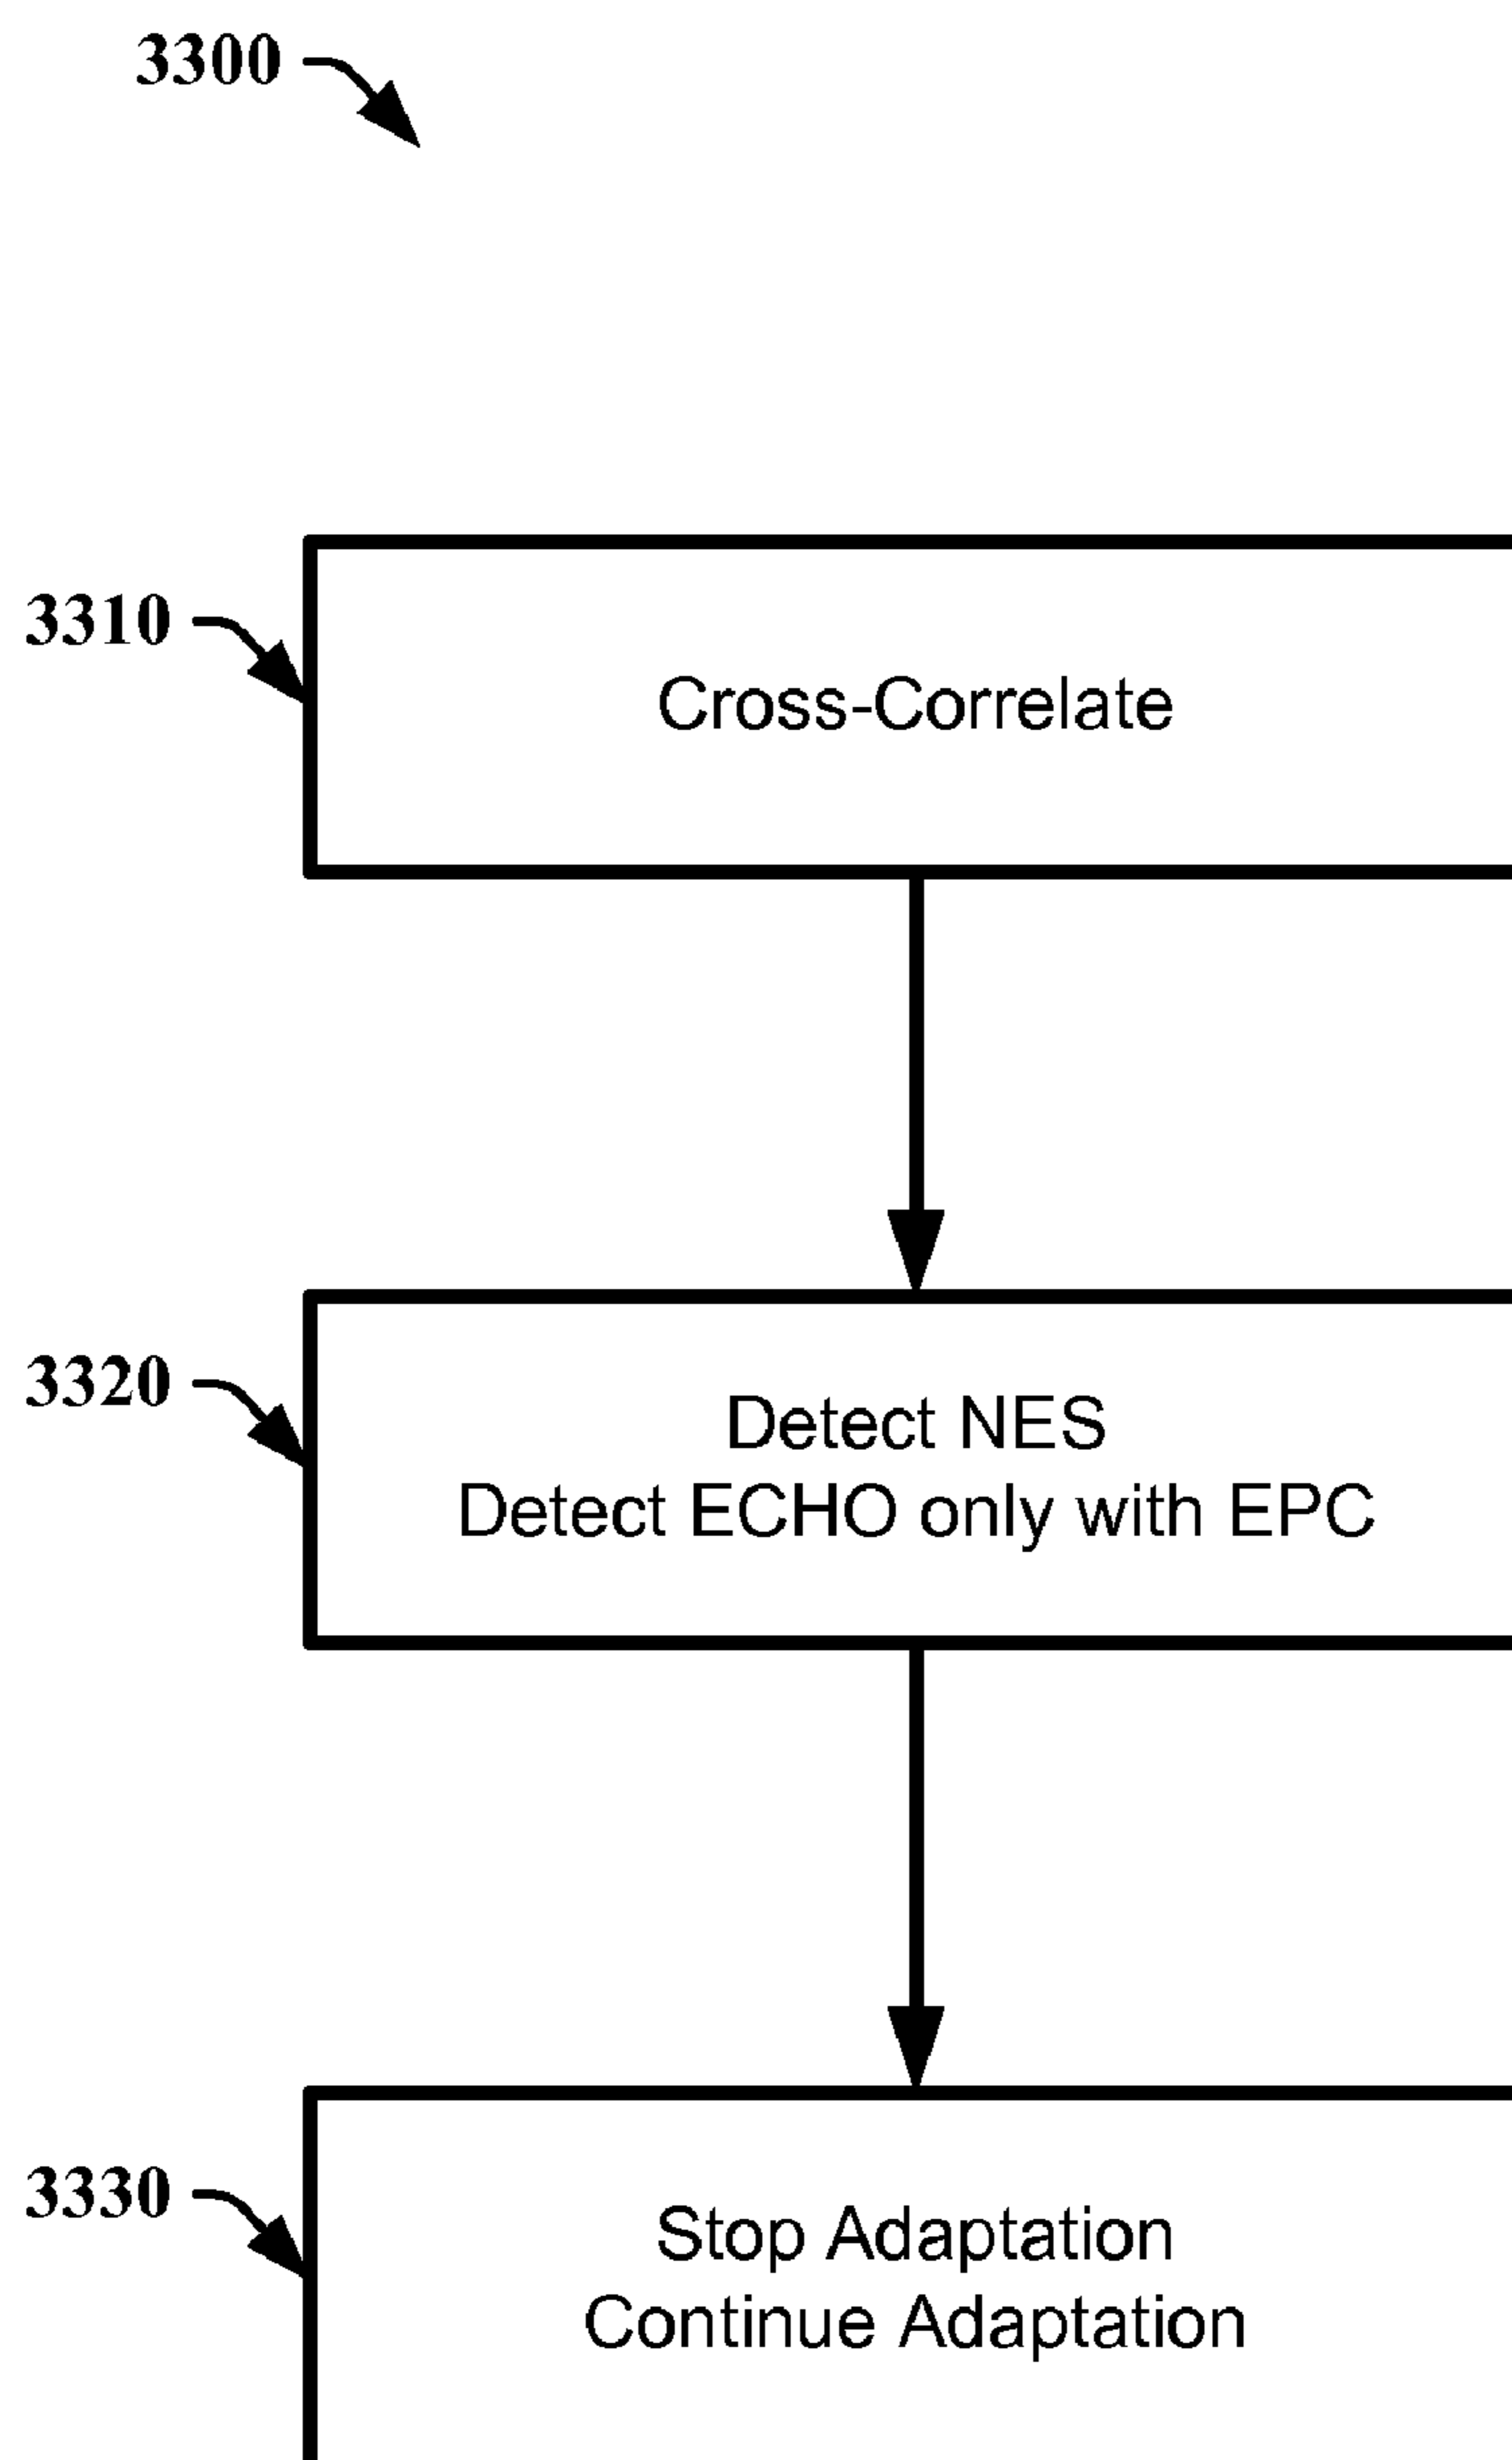 3300
3310
Cross-Correlate
3320
Detect NES
Detect ECHO only with EPC
3330
Stop Adaptation
Continue Adaptation